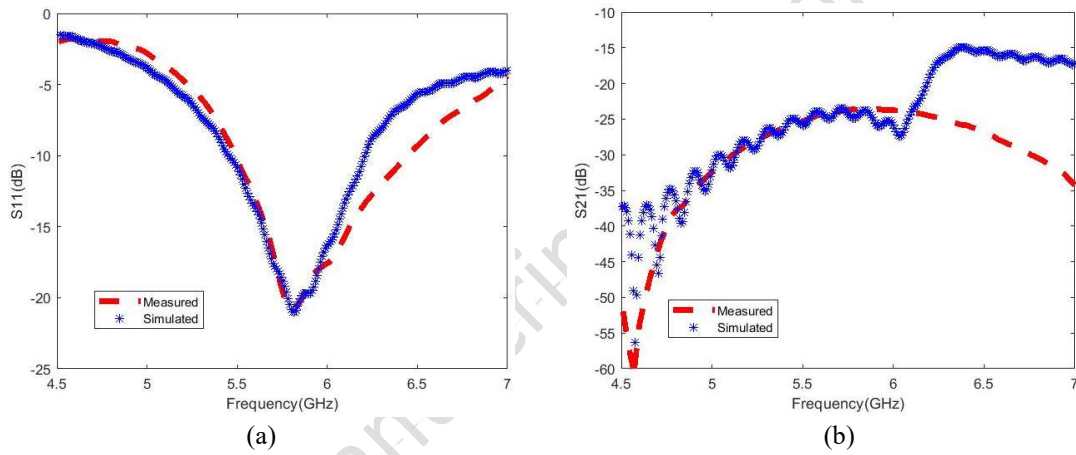 0
-5
-10
-15
-20
-25
S11(dB)
Measured
Simulated
4.5 5 5.5 6 6.5 7
Frequency(GHz)
(a)
-10
-15
-20
-25
-30
-35
-40
-45
-50
-55
-60
S21(dB)
Measured
Simulated
4.5 5 5.5 6 6.5 7
Frequency(GHz)
(b)